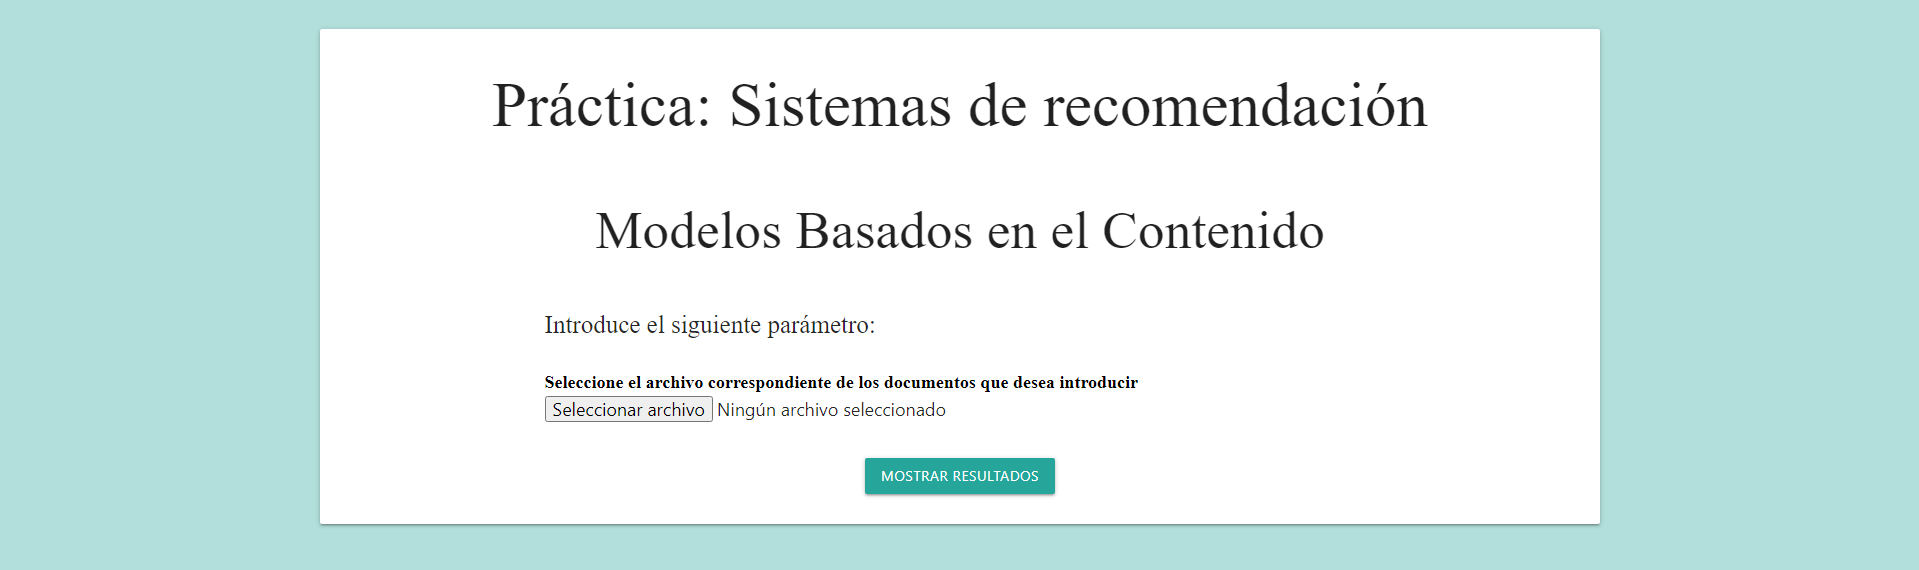 Práctica: Sistemas de recomendación
Modelos Basados en el Contenido
Introduce el siguiente parámetro:
Seleccione el archivo correspondiente de los documentos que desea introducir
Seleccionar archivo Ningún archivo seleccionado
MOSTRAR RESULTADOS